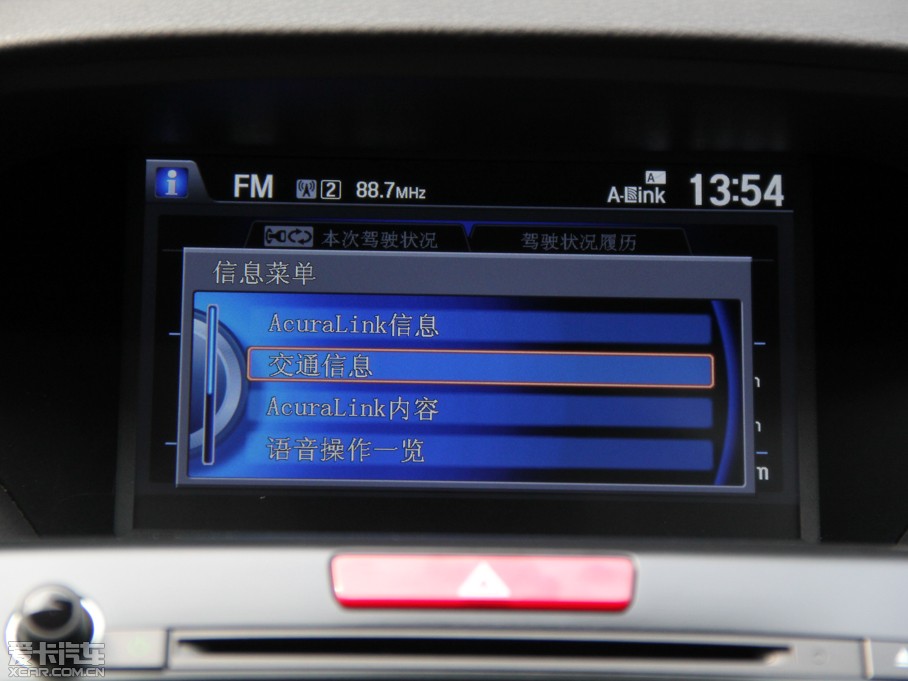 i FM 2 88.7MHz A-Link 13:54
A
本次驾驶状况 驾驶状况履历
信息菜单
AcuraLink信息
交通信息
AcuraLink内容
语音操作一览
m
爱卡汽车
XCAR.COM.CN